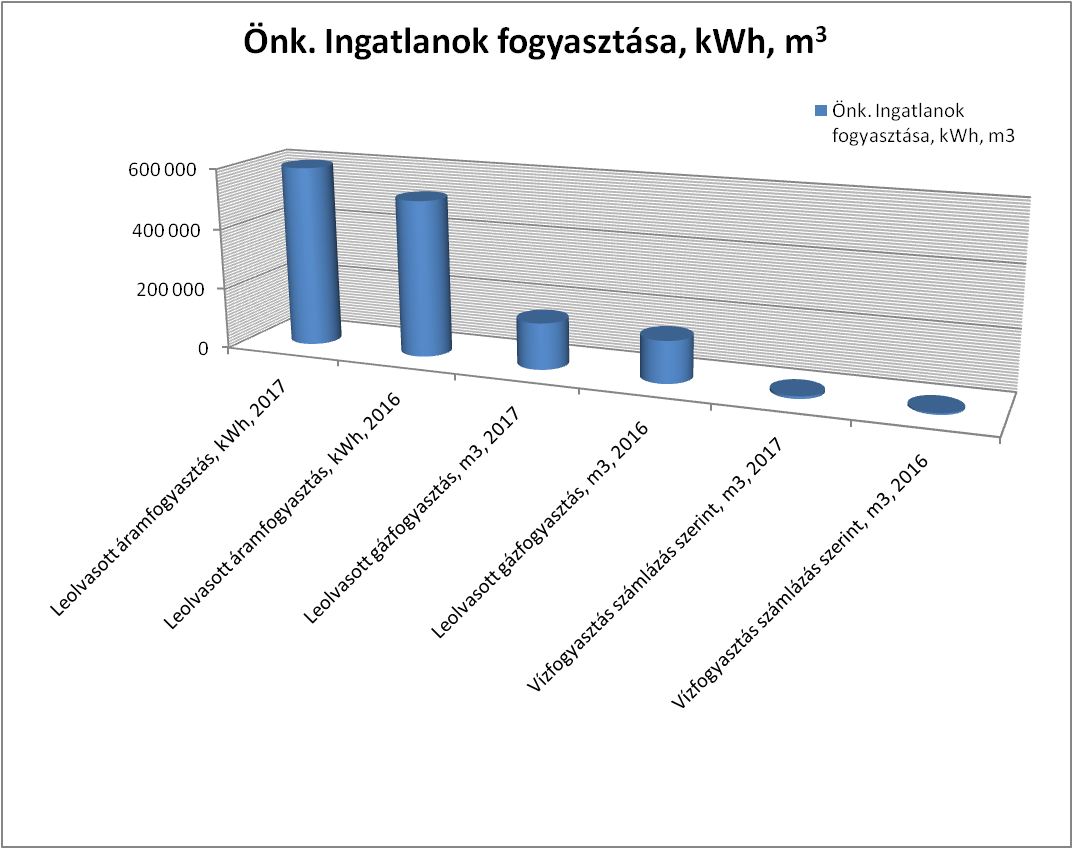 Önk. Ingatlanok fogyasztása, kWh, m³
Önk. Ingatlanok
fogyasztása, kWh, m3
600 000
400 000
200 000
0
Leolvasott áramfogyasztás, kWh, 2017
Leolvasott áramfogyasztás, kWh, 2016
Leolvasott gázfogyasztás, m3, 2017
Leolvasott gázfogyasztás, m3, 2016
Vízfogyasztás számlázás szerint, m3, 2017
Vízfogyasztás számlázás szerint, m3, 2016